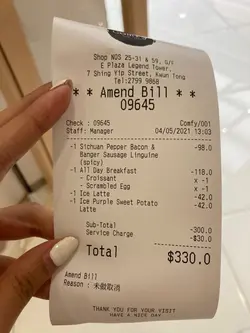 Shop NOS 25-31 & 59, G/F
E Plaza Legend Tower,
7 Shing Yip Street, Kwun Tong
Tel:2799 9868
* * Amend Bill * *
09645
Check : 09645 Comfy/001
Staff: Manager 04/05/2021 13:03
-1 Sichuan Pepper Bacon & -98.0
Banger Sausage Linguine
(spicy)
-1 All Day Breakfast -118.0
- Croissant x -1
- Scrambled Egg x -1
-1 Ice Latte -42.0
-1 Ice Purple Sweet Potato -42.0
Latte
Sub-Total -300.0
Service Charge -$30.0
Total $330.0
Amend Bill
Reason : 未做取消
THANK YOU FOR YOUR VISIT
HAVE A NICE DAY